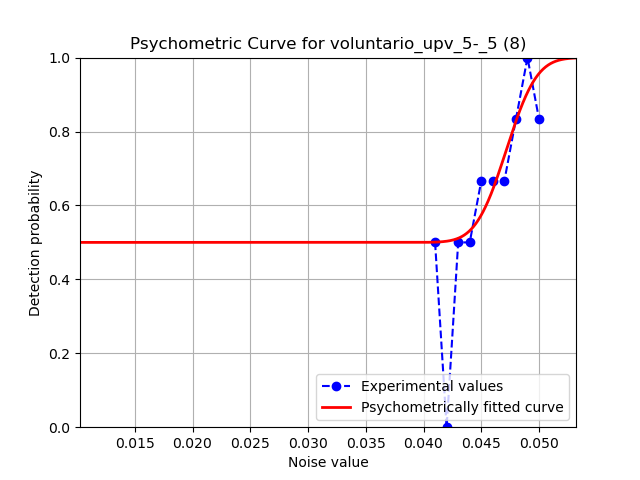 Psychometric Curve for voluntario_upv_5-_5 (8)
1.0
0.8
0.6
0.4
0.2
0.0
Detection probability
Experimental values
Psychometrically fitted curve
0.015 0.020 0.025 0.030 0.035 0.040 0.045 0.050
Noise value